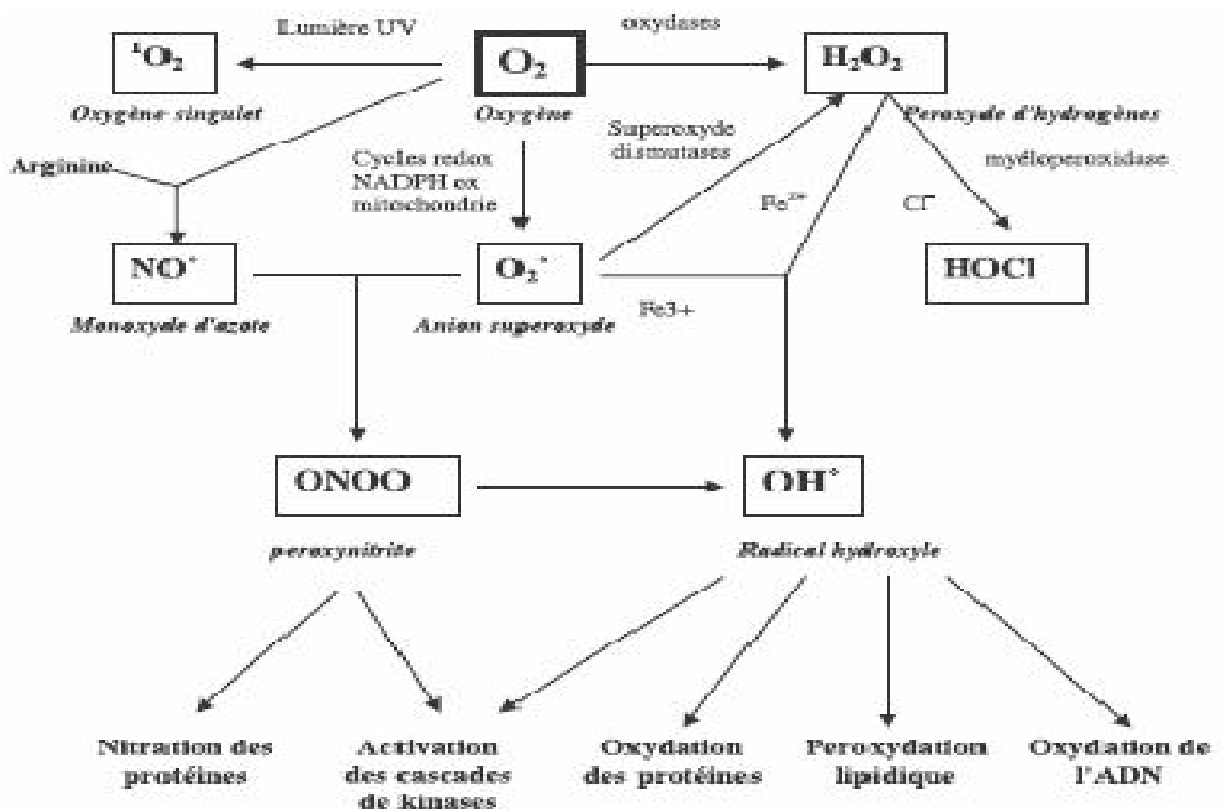 Lumière UV
oxydases
¹O₂
O₂
H₂O₂
Oxygène singulet
Oxygène
Peroxyde d'hydrogènes
Arginine
Cycles redox
NADPH ox
mitochondrie
Superoxyde
dismutases
myéloperoxidase
Cl⁻
NO°
O₂°
HOCl
Monoxyde d'azote
Anion superoxyde
Fe3+
ONOO
OH°
peroxynitrite
Radical hydroxyle
Nitration des
protéines
Activation
des cascades
de kinases
Oxydation
des protéines
Peroxydation
lipidique
Oxydation de
l'ADN